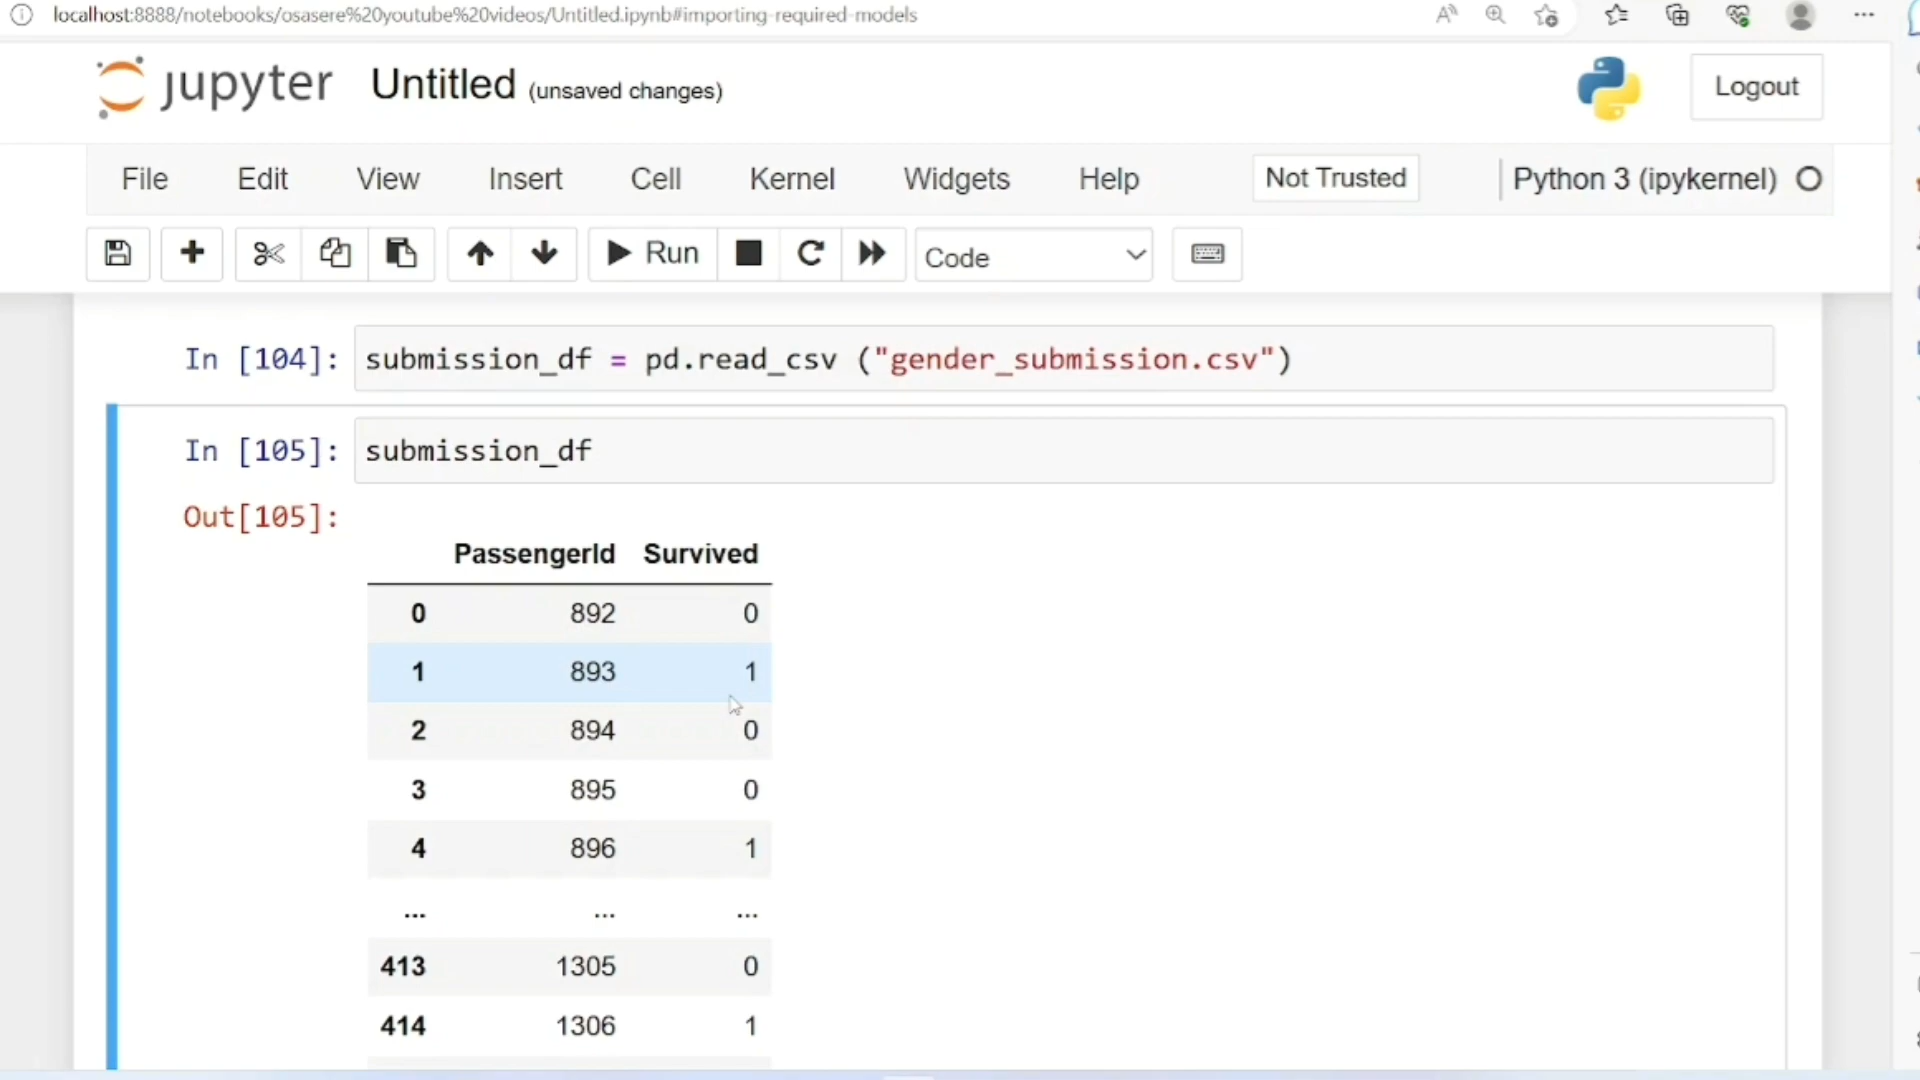 localhost:8888/notebooks/osasere%20youtube%20videos/Untitled.ipynb#importing-required-models
jupyter Untitled (unsaved changes) Logout
File Edit View Insert Cell Kernel Widgets Help Not Trusted Python 3 (ipykernel)
Run Code
In [104]: submission_df = pd.read_csv ("gender_submission.csv")
In [105]: submission_df
Out[105]:
PassengerId Survived
0 892 0
1 893 1
2 894 0
3 895 0
4 896 1
... ... ...
413 1305 0
414 1306 1